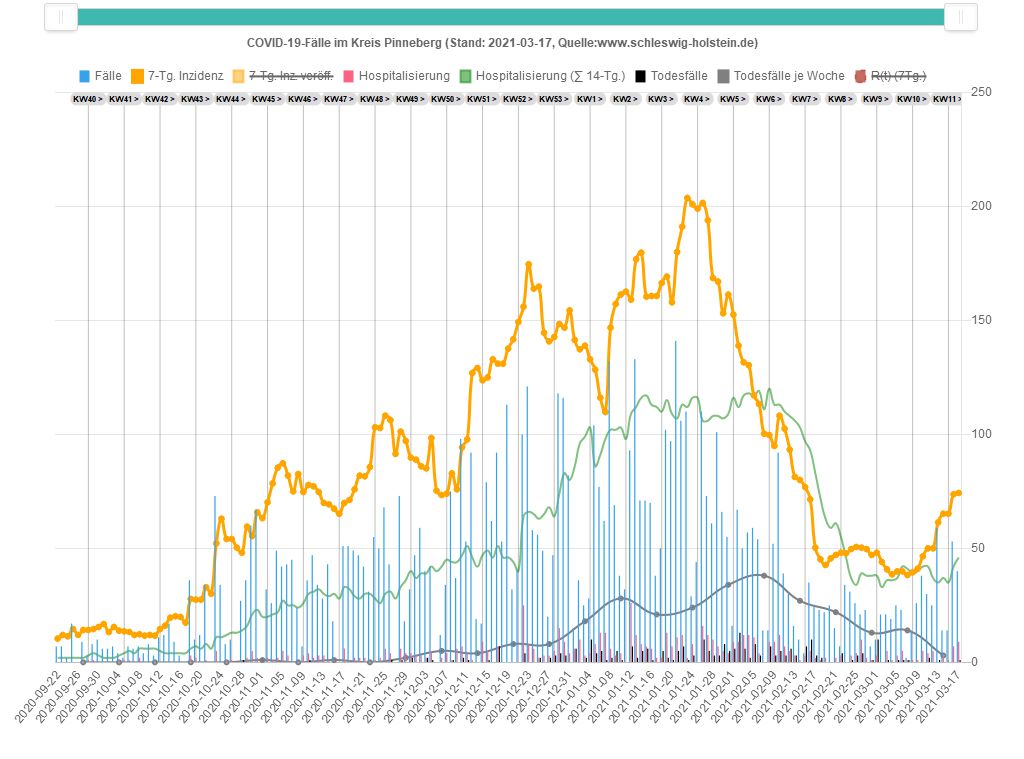 COVID-19-Fälle im Kreis Pinneberg (Stand: 2021-03-17, Quelle:www.schleswig-holstein.de)
Fälle 7-Tg. Inzidenz 7-Tg. Inz. veröff. Hospitalisierung Hospitalisierung (∑ 14-Tg.) Todesfälle Todesfälle je Woche R(t) (7Tg.)
KW40 > KW41 > KW42 > KW43 > KW44 > KW45 > KW46 > KW47 > KW48 > KW49 > KW50 > KW51 > KW52 > KW53 > KW1 > KW2 > KW3 > KW4 > KW5 > KW6 > KW7 > KW8 > KW9 > KW10 > KW11 >
250
200
150
100
50
0
2020-09-22 2020-09-26 2020-09-30 2020-10-04 2020-10-08 2020-10-12 2020-10-16 2020-10-20 2020-10-24 2020-10-28 2020-11-01 2020-11-05 2020-11-09 2020-11-13 2020-11-17 2020-11-21 2020-11-25 2020-11-29 2020-12-03 2020-12-07 2020-12-11 2020-12-15 2020-12-19 2020-12-23 2020-12-27 2020-12-31 2021-01-04 2021-01-08 2021-01-12 2021-01-16 2021-01-20 2021-01-24 2021-01-28 2021-02-01 2021-02-05 2021-02-09 2021-02-13 2021-02-17 2021-02-21 2021-02-25 2021-03-01 2021-03-05 2021-03-09 2021-03-13 2021-03-17